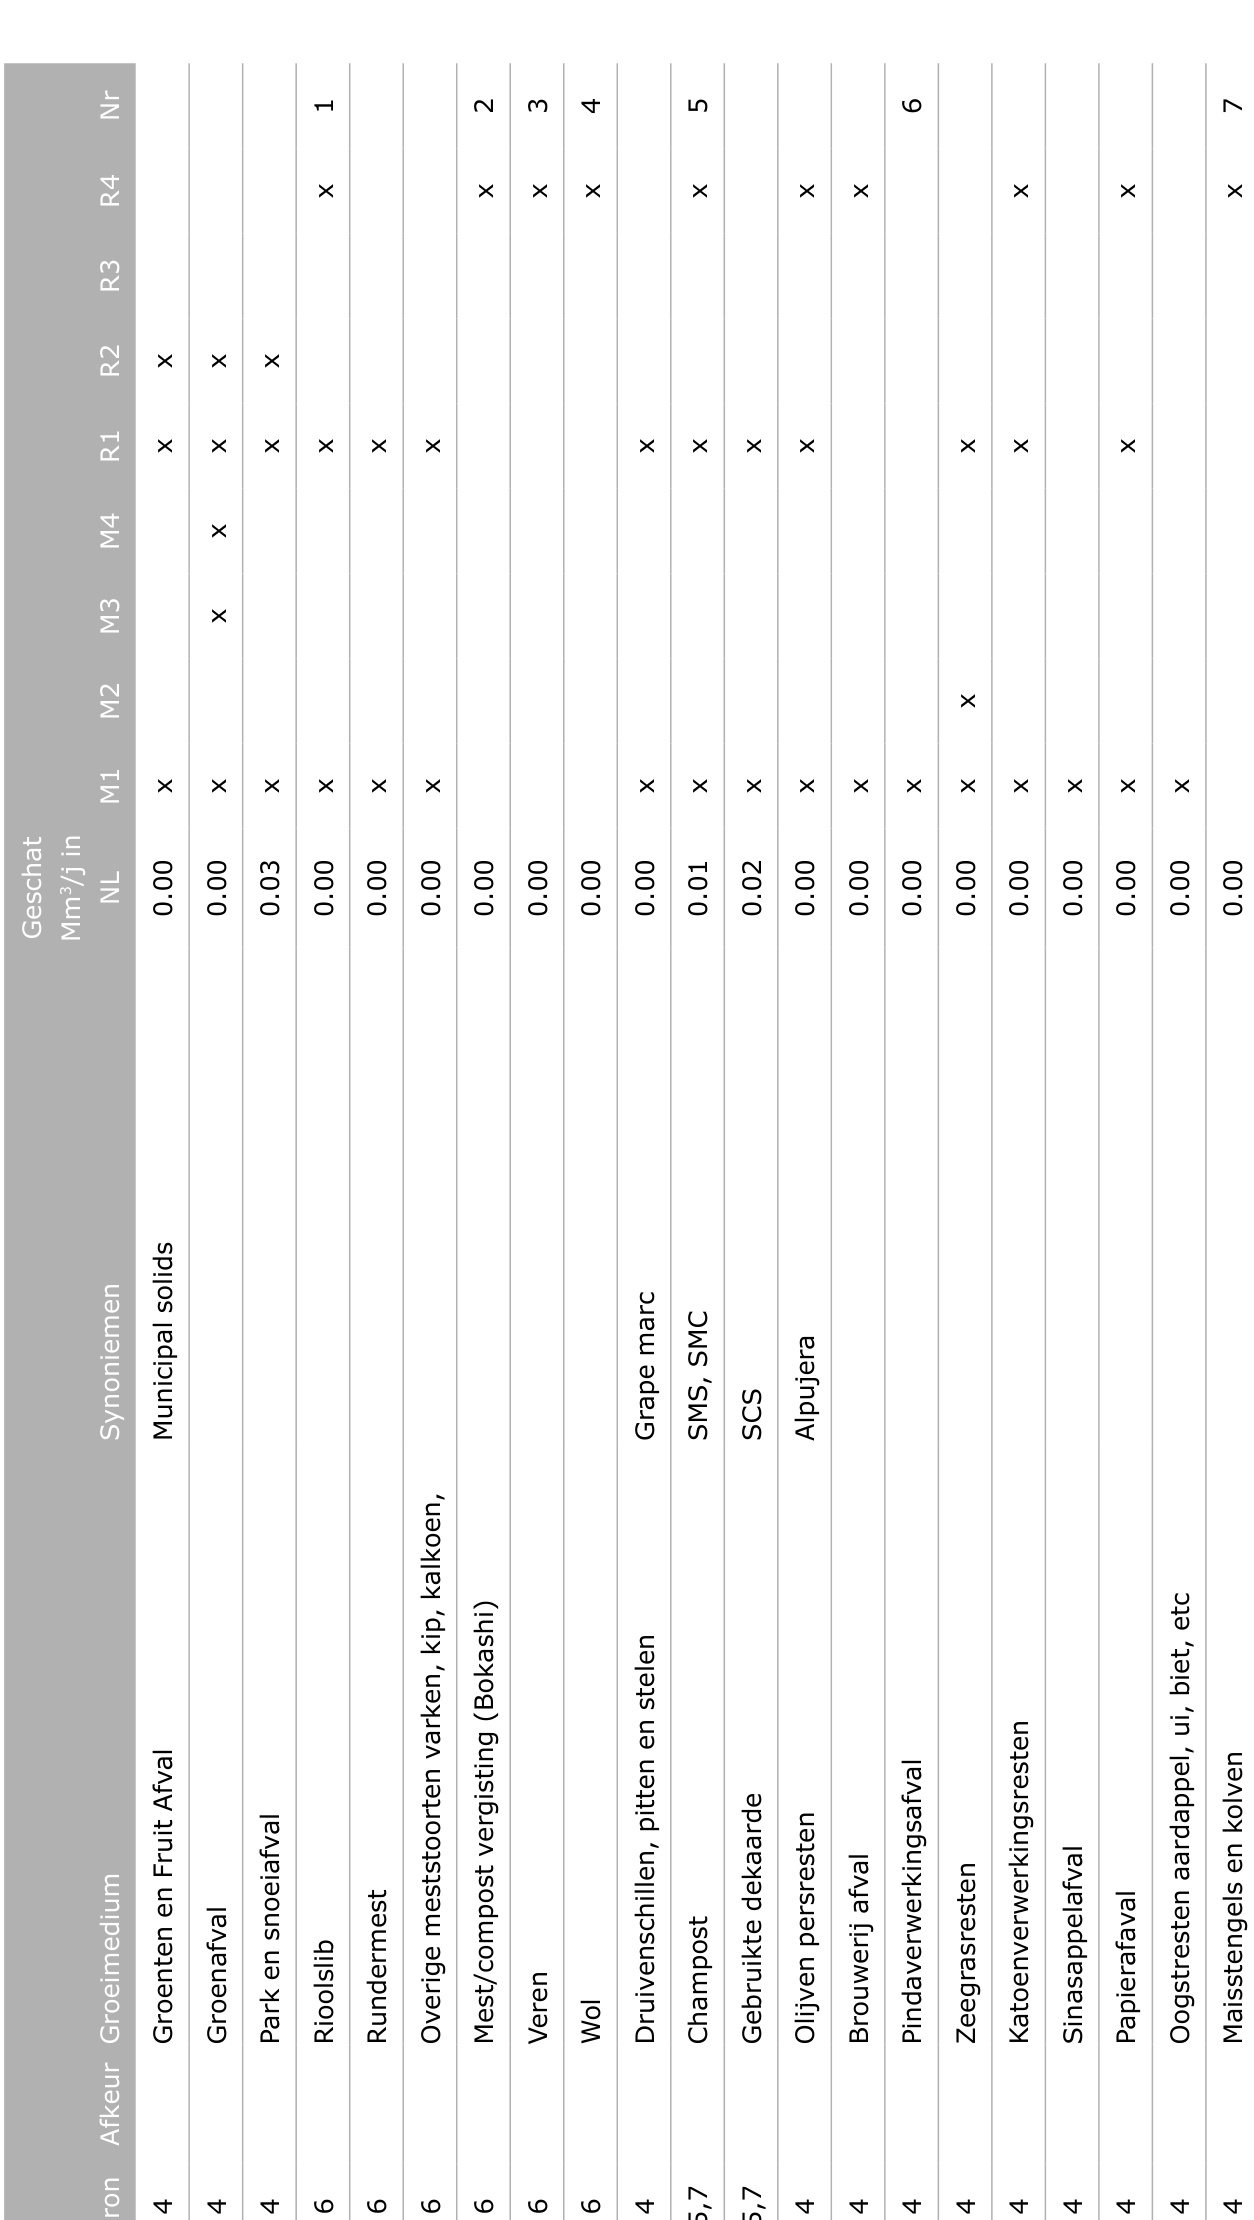 Geschat
Mm³/j in
ron Afkeur Groeimedium Synoniemen NL M1 M2 M3 M4 R1 R2 R3 R4 Nr
4 Groenten en Fruit Afval Municipal solids 0.00 x x x
4 Groenafval 0.00 x x x x x
4 Park en snoeiafval 0.03 x x x
6 Rioolslib 0.00 x x x 1
6 Rundermest 0.00 x x
6 Overige meststoorten varken, kip, kalkoen, 0.00 x x
6 Mest/compost vergisting (Bokashi) 0.00 x 2
6 Veren 0.00 x 3
6 Wol 0.00 x 4
4 Druivenschillen, pitten en stelen Grape marc 0.00 x x
,7 Champost SMS, SMC 0.01 x x x 5
,7 Gebruikte dekaarde SCS 0.02 x x
4 Olijven persresten Alpujera 0.00 x x x
4 Brouwerij afval 0.00 x x
4 Pindaverwerkingsafval 0.00 x 6
4 Zeegrasresten 0.00 x x x
4 Katoenverwerkingsresten 0.00 x x x
4 Sinasappelafval 0.00 x
4 Papierafaval 0.00 x x x
4 Oogstresten aardappel, ui, biet, etc 0.00 x
4 Maisstengels en kolven 0.00 x 7